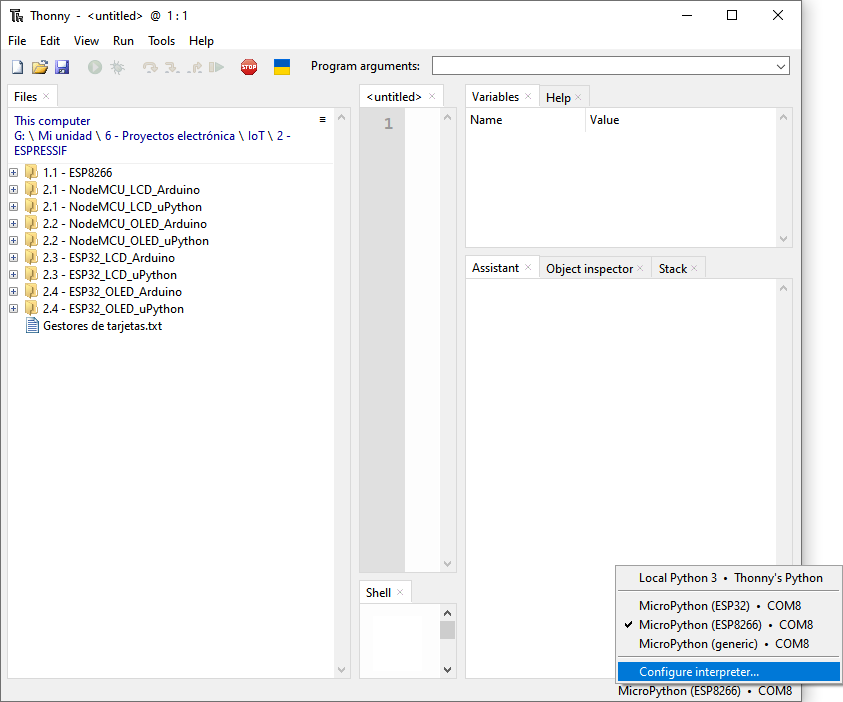 Thonny - <untitled> @ 1 : 1
File Edit View Run Tools Help
STOP
Program arguments:
Files
This computer
G: \ Mi unidad \ 6 - Proyectos electrónica \ IoT \ 2 -
ESPRESSIF
1.1 - ESP8266
2.1 - NodeMCU_LCD_Arduino
2.1 - NodeMCU_LCD_uPython
2.2 - NodeMCU_OLED_Arduino
2.2 - NodeMCU_OLED_uPython
2.3 - ESP32_LCD_Arduino
2.3 - ESP32_LCD_uPython
2.4 - ESP32_OLED_Arduino
2.4 - ESP32_OLED_uPython
Gestores de tarjetas.txt
<untitled>
1
Shell
Variables Help
Name Value
Assistant Object inspector Stack
Local Python 3 • Thonny's Python
MicroPython (ESP32) • COM8
MicroPython (ESP8266) • COM8
MicroPython (generic) • COM8
Configure interpreter...
MicroPython (ESP8266) • COM8